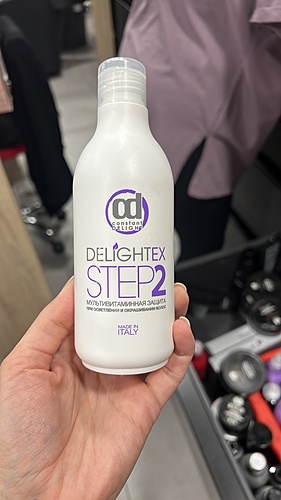 cd
constant
DELIGHT
DELIGHTEX
STEP2
МУЛЬТИВИТАМИННАЯ ЗАЩИТА
ПРИ ОСВЕТЛЕНИИ И ОКРАШИВАНИИ ВОЛОС
MADE IN
ITALY